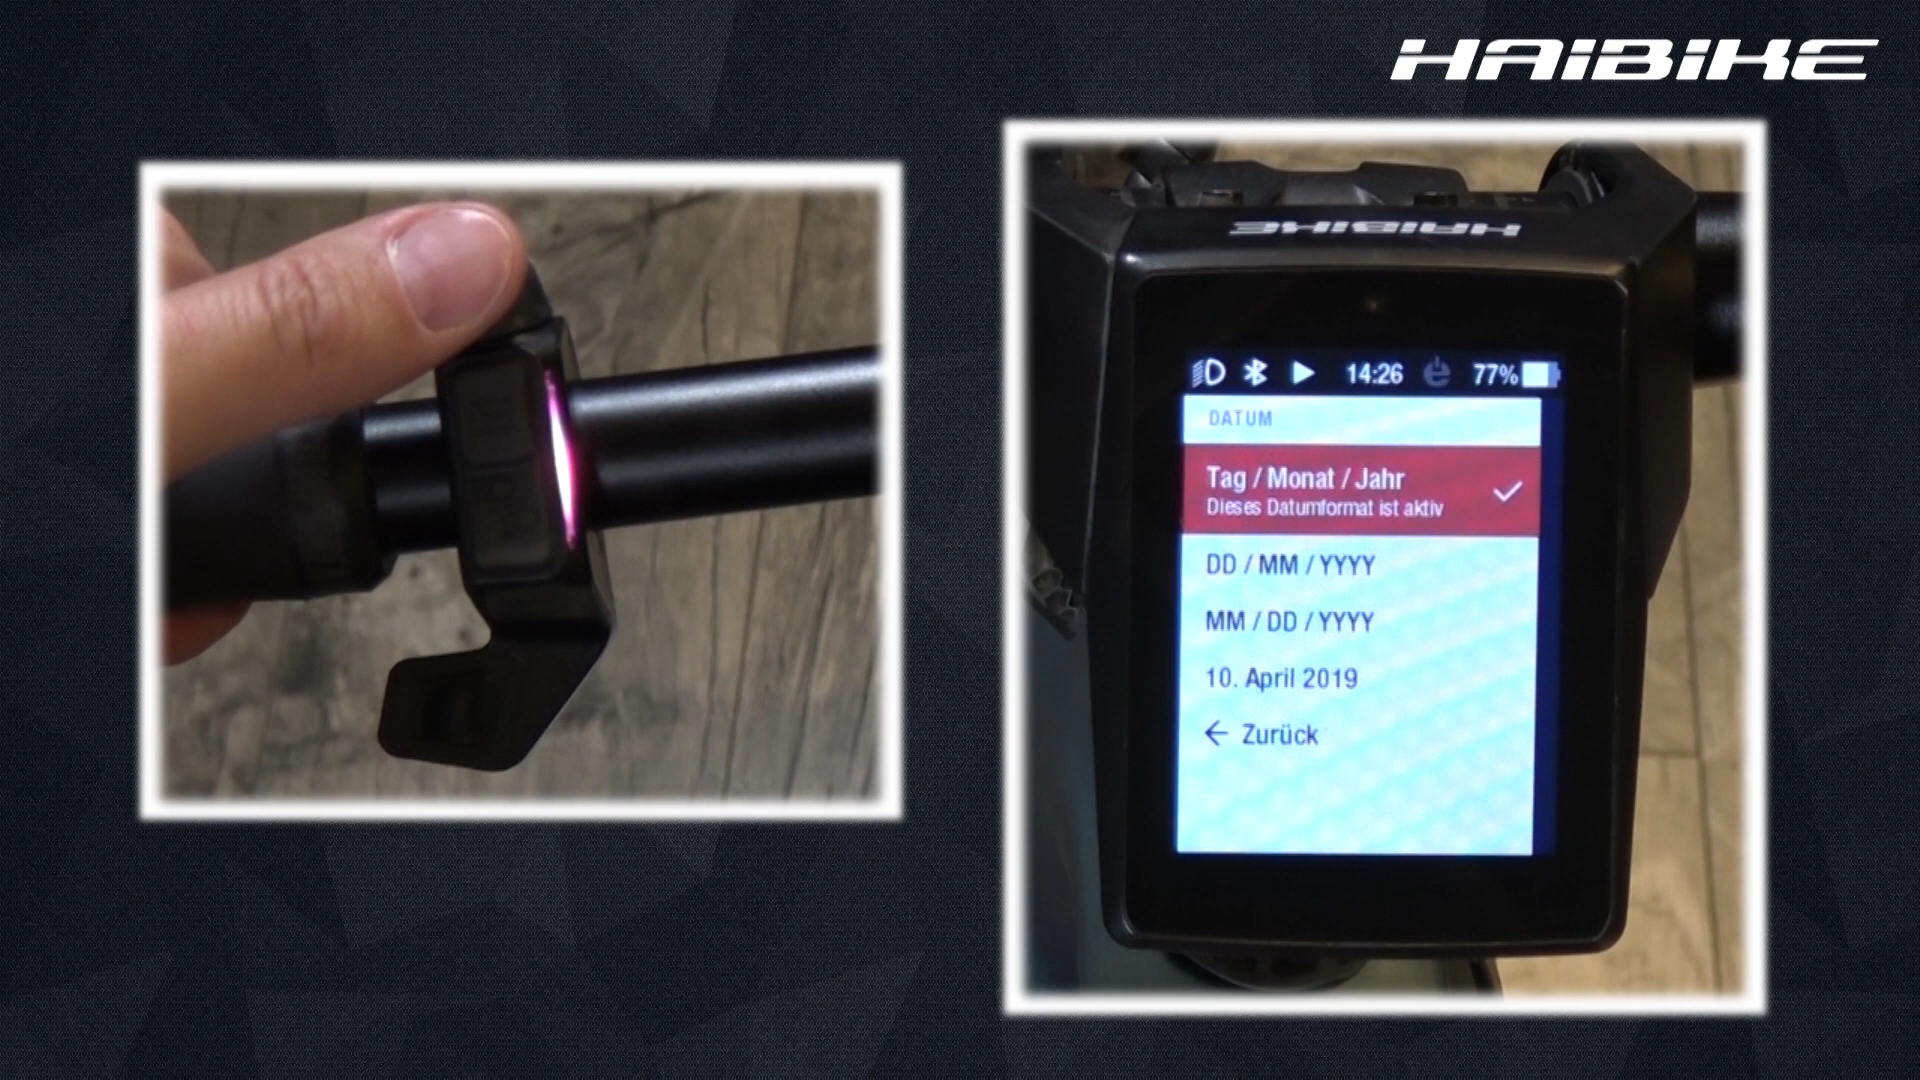 HAIBIKE
HAIBIKE
14:26 77%
DATUM
Tag / Monat / Jahr
Dieses Datumformat ist aktiv
DD / MM / YYYY
MM / DD / YYYY
10. April 2019
← Zurück